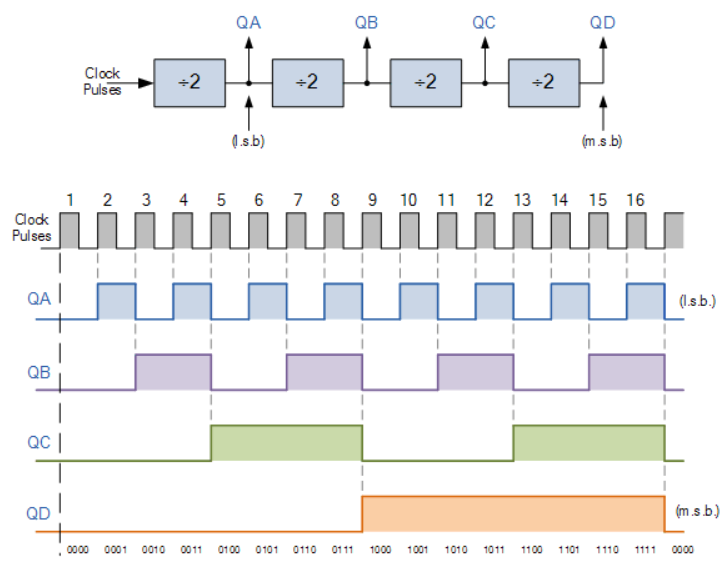 QA QB QC QD
Clock
Pulses
÷2 ÷2 ÷2 ÷2
(l.s.b) (m.s.b)
1 2 3 4 5 6 7 8 9 10 11 12 13 14 15 16
Clock
Pulses
QA (l.s.b.)
QB
QC
QD (m.s.b.)
0000 0001 0010 0011 0100 0101 0110 0111 1000 1001 1010 1011 1100 1101 1110 1111 0000